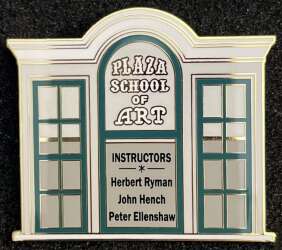 PLAZA
SCHOOL
OF
ART
INSTRUCTORS
Herbert Ryman
John Hench
Peter Ellenshaw